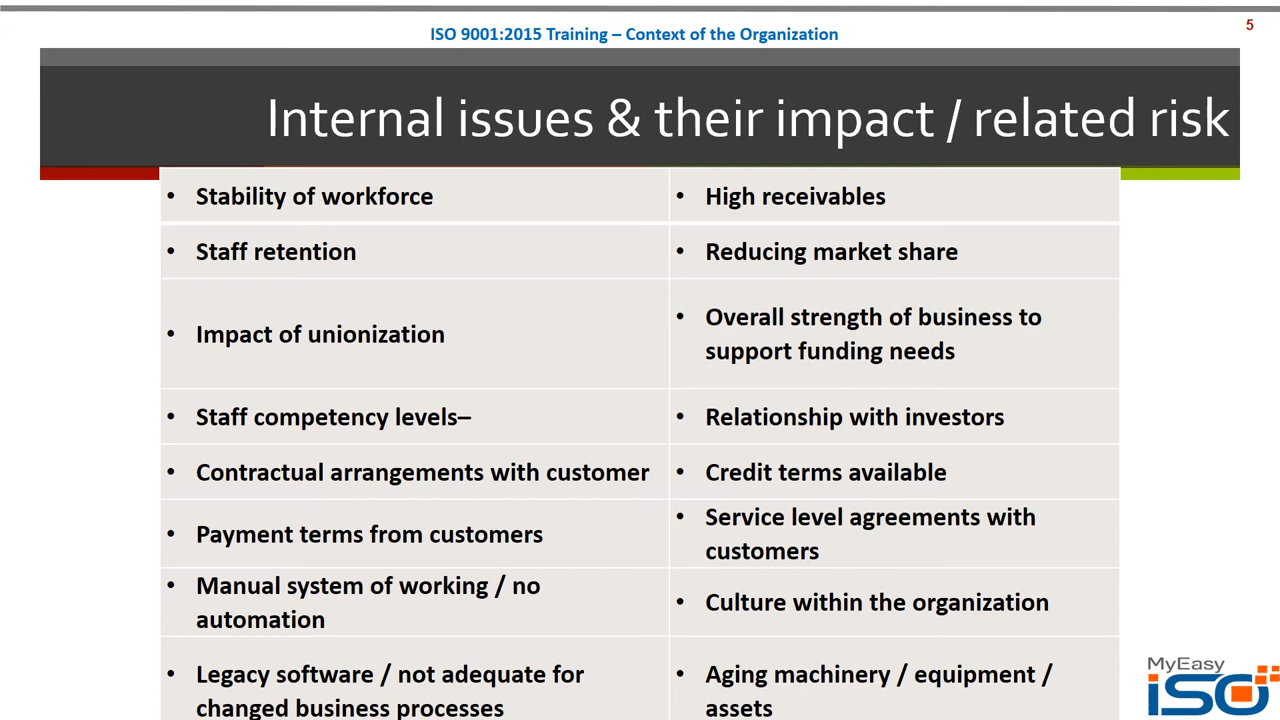 5
ISO 9001:2015 Training – Context of the Organization
Internal issues & their impact / related risk
• Stability of workforce
• High receivables
• Staff retention
• Reducing market share
• Impact of unionization
• Overall strength of business to
support funding needs
• Staff competency levels–
• Relationship with investors
• Contractual arrangements with customer
• Credit terms available
• Payment terms from customers
• Service level agreements with
customers
• Manual system of working / no
automation
• Culture within the organization
• Legacy software / not adequate for
changed business processes
• Aging machinery / equipment /
assets
MyEasy
iSO